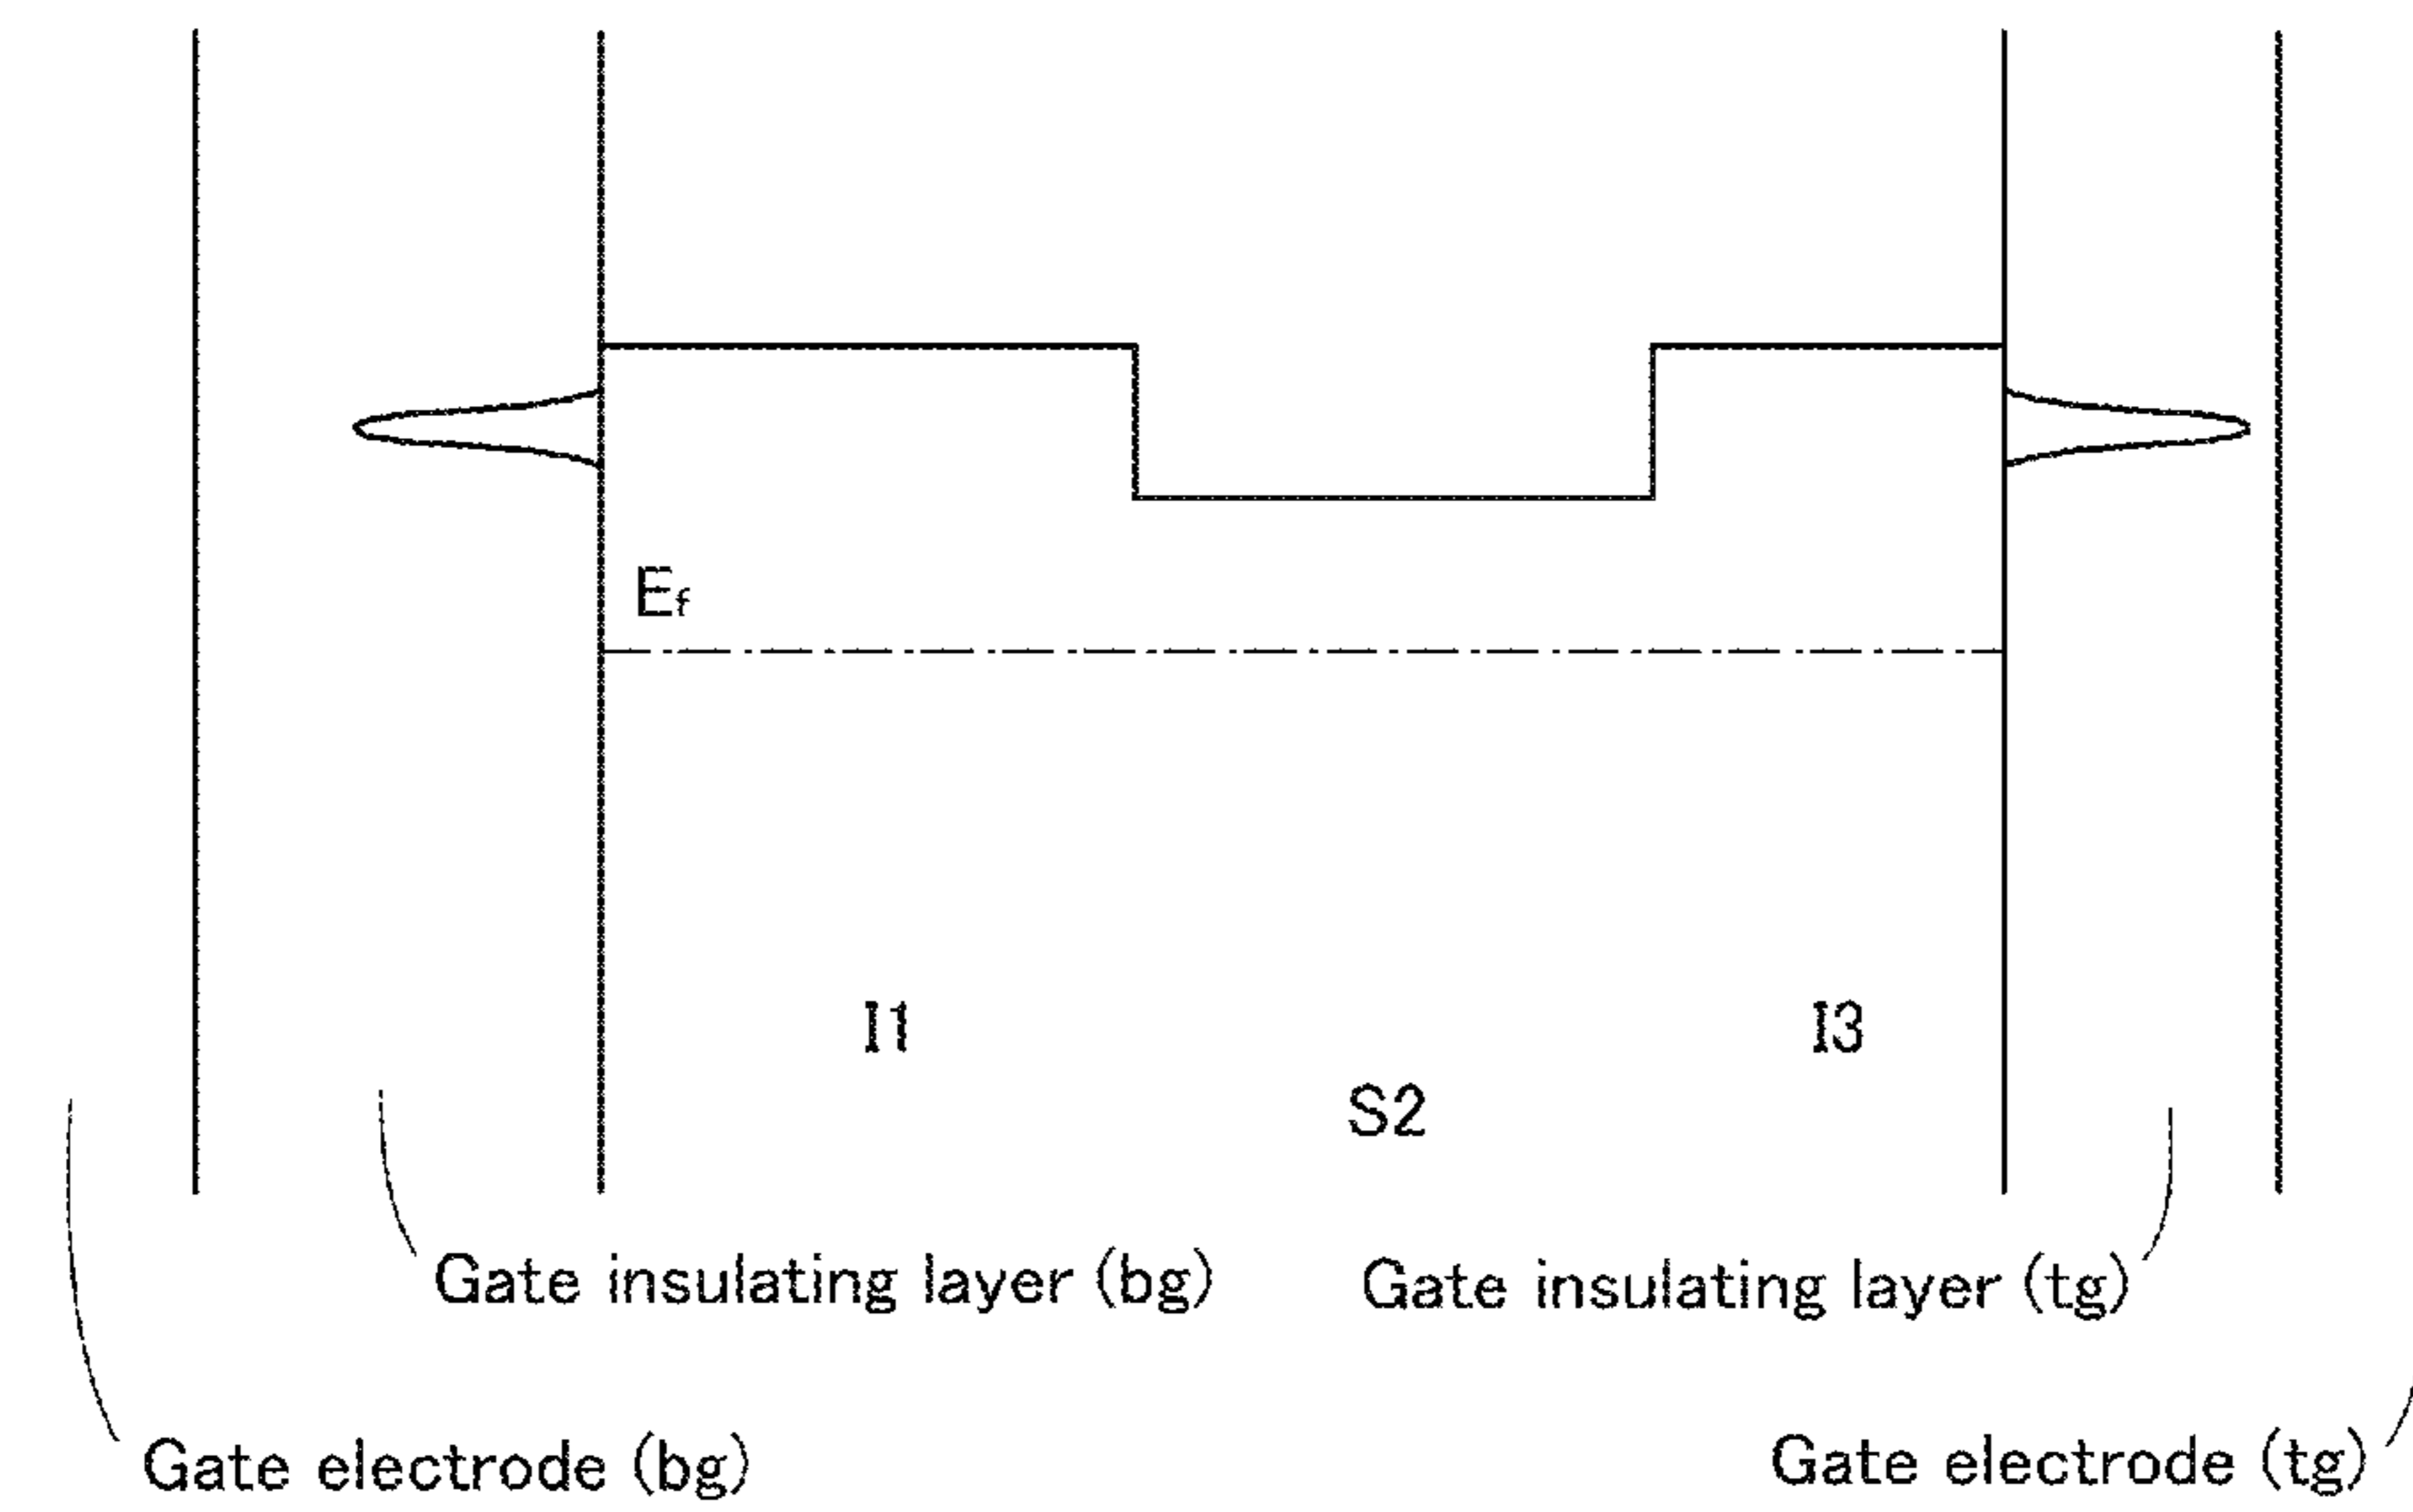 Ef
I1
I3
S2
Gate insulating layer (bg)
Gate insulating layer (tg)
Gate electrode (bg)
Gate electrode (tg)